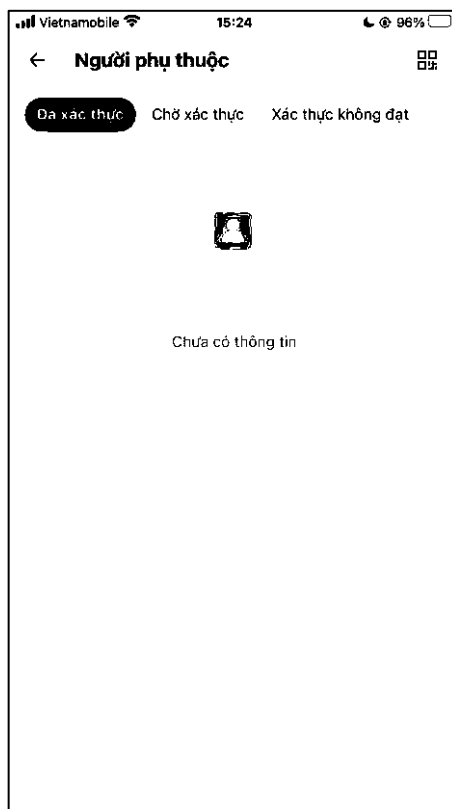 Vietnamobile 15:24 96%
Người phụ thuộc
Đã xác thực Chờ xác thực Xác thực không đạt
Chưa có thông tin